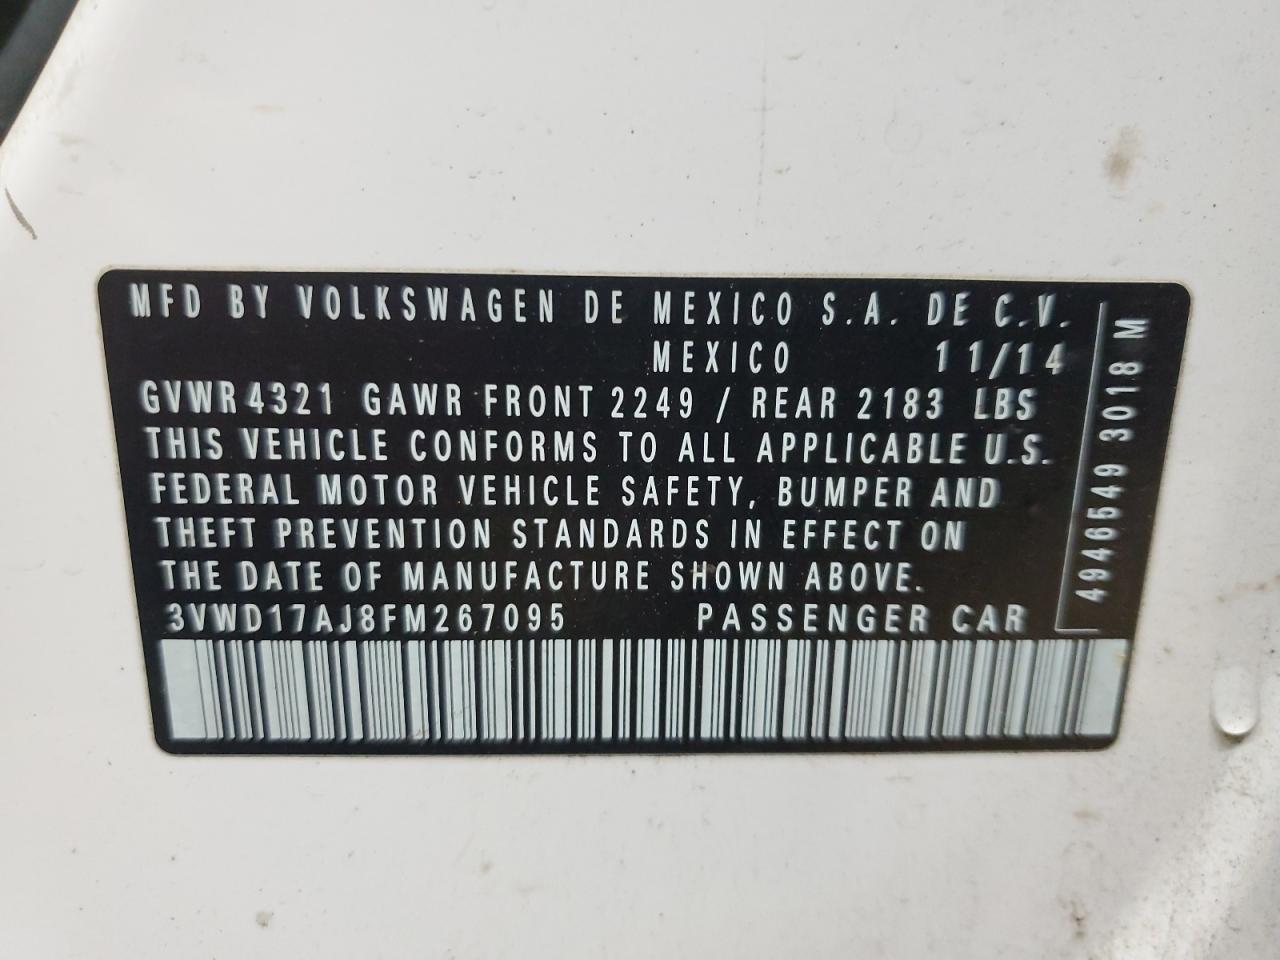 MFD BY VOLKSWAGEN DE MEXICO S.A. DE C.V.
MEXICO 11/14
GVWR 4321 GAWR FRONT 2249 / REAR 2183 LBS
THIS VEHICLE CONFORMS TO ALL APPLICABLE U.S.
FEDERAL MOTOR VEHICLE SAFETY, BUMPER AND
THEFT PREVENTION STANDARDS IN EFFECT ON
THE DATE OF MANUFACTURE SHOWN ABOVE.
3VWD17AJ8FM267095 PASSENGER CAR
4946549 3018 M